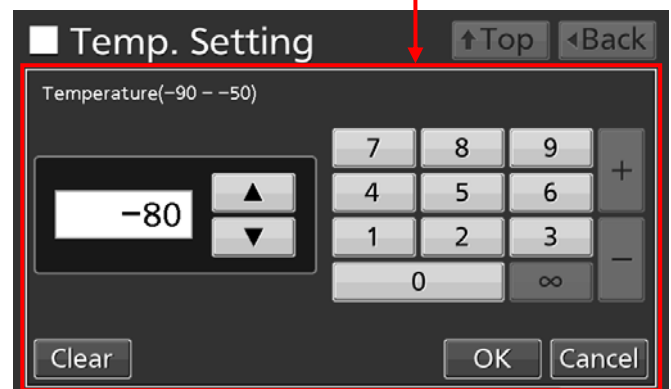 Temp. Setting
↑Top
◂Back
Temperature(−90 – −50)
−80
▲
▼
7 8 9 +
4 5 6
1 2 3 −
0 ∞
Clear
OK
Cancel